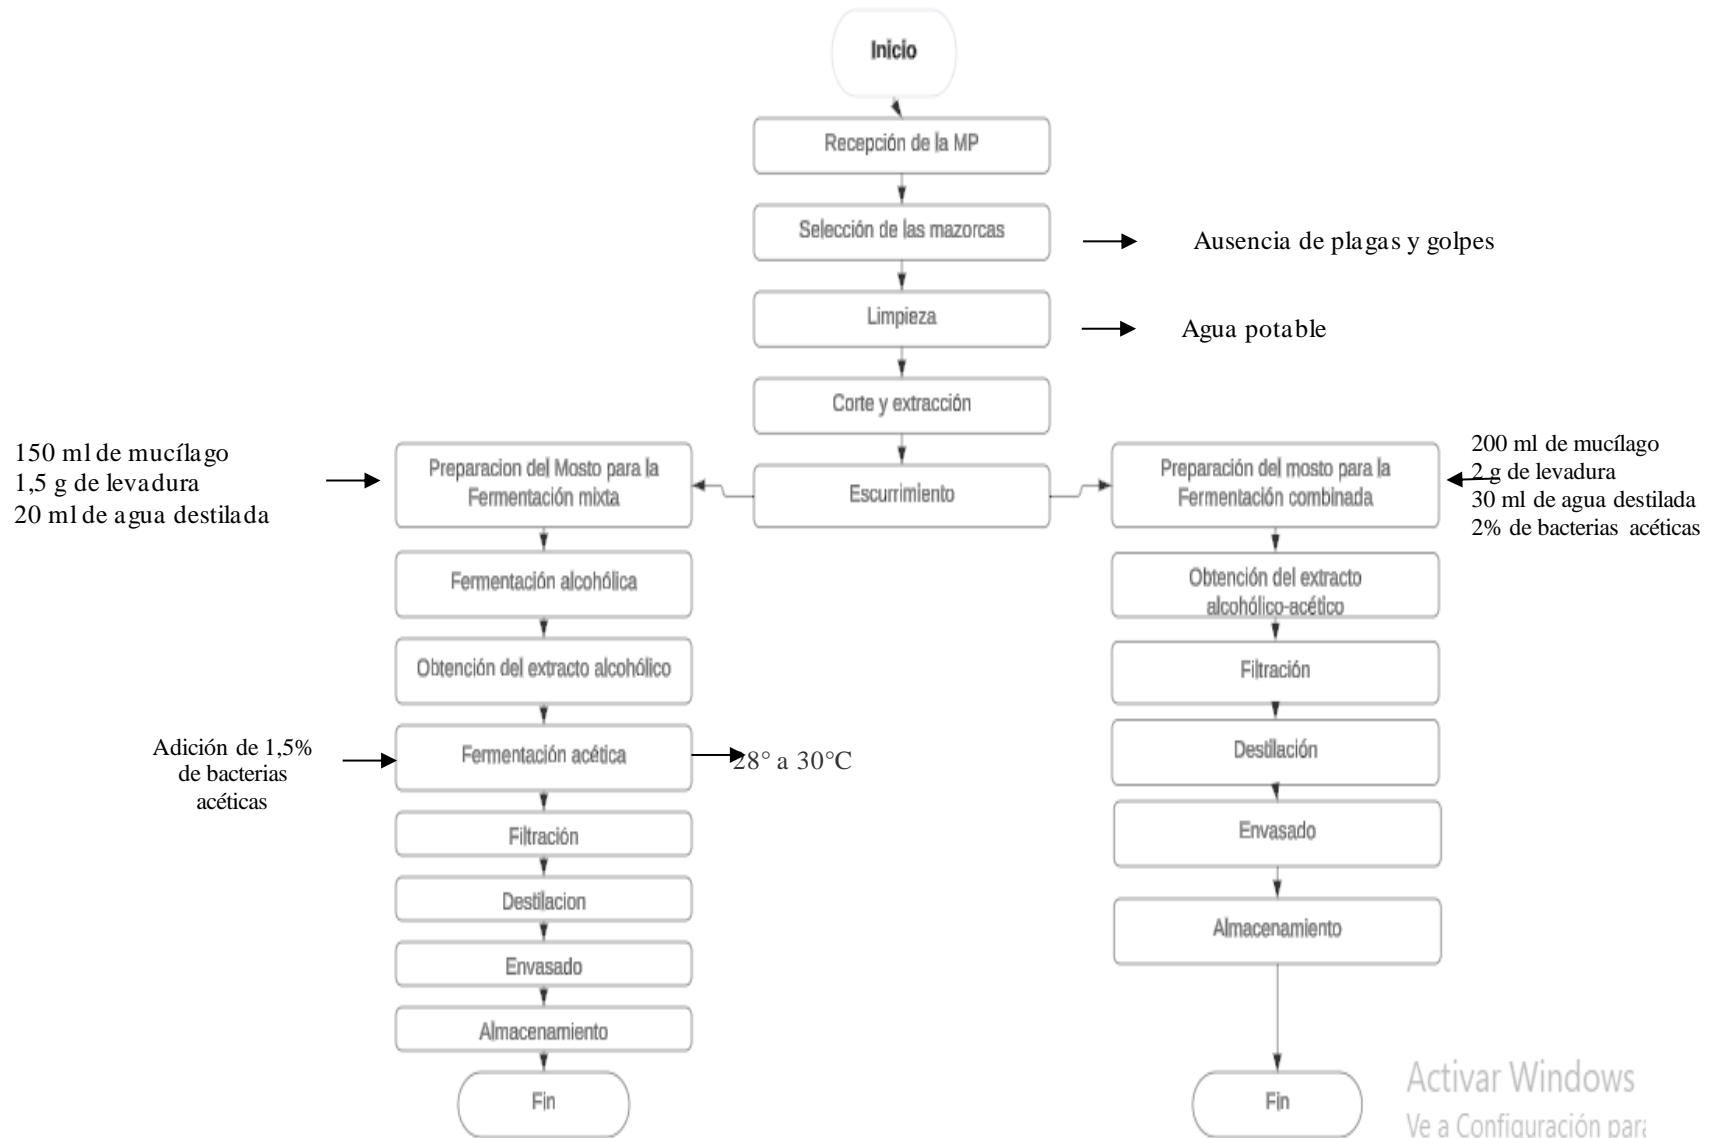 Inicio
Recepción de la MP
Selección de las mazorcas
Ausencia de plagas y golpes
Limpieza
Agua potable
Corte y extracción
Escurrimiento
150 ml de mucílago
1,5 g de levadura
20 ml de agua destilada
Preparacion del Mosto para la
Fermentación mixta
Fermentación alcohólica
Obtención del extracto alcohólico
Adición de 1,5%
de bacterias
acéticas
Fermentación acética
28° a 30°C
Filtración
Destilacion
Envasado
Almacenamiento
Fin
Preparación del mosto para la
Fermentación combinada
200 ml de mucílago
2 g de levadura
30 ml de agua destilada
2% de bacterias acéticas
Obtención del extracto
alcohólico-acético
Filtración
Destilación
Envasado
Almacenamiento
Fin
Activar Windows
Ve a Configuración para